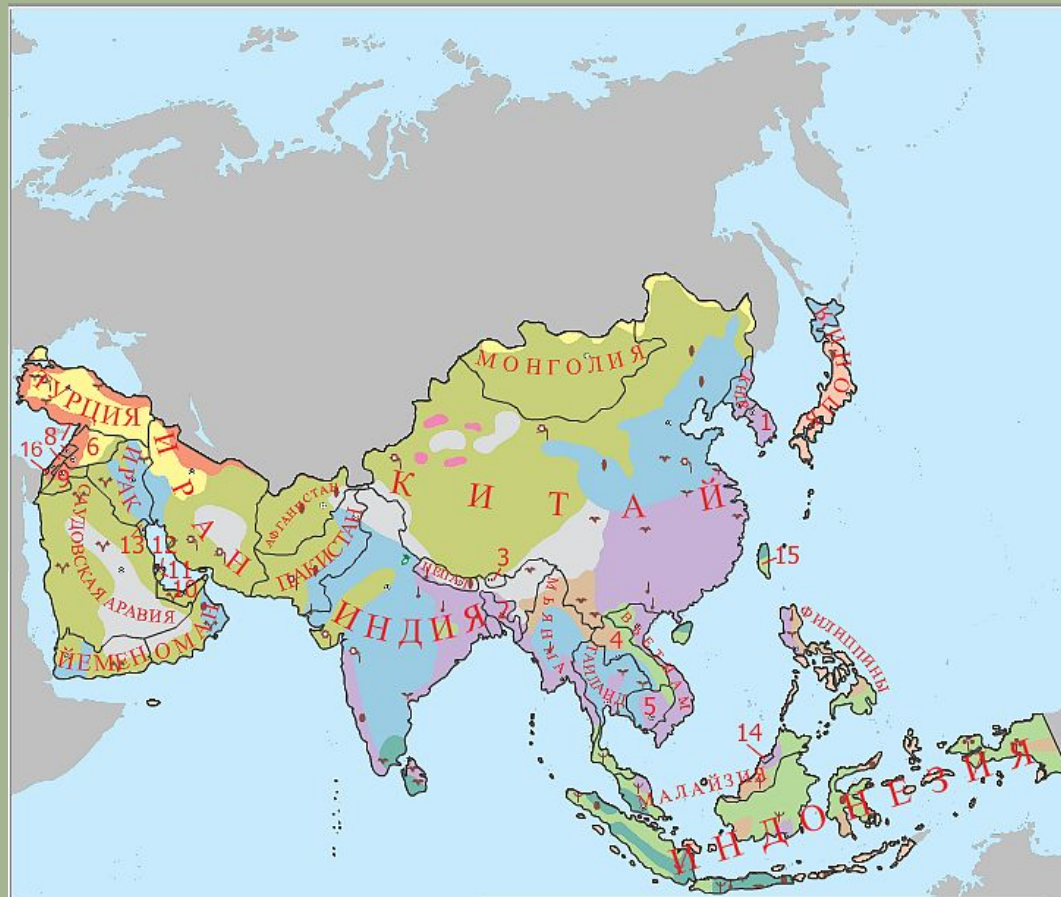 МОНГОЛИЯ
ЯПОНИЯ
КНДР
1
ТУРЦИЯ
8
7
6
16
9
ИРАН
ИРАК
КИТАЙ
АФГАНИСТАН
ПАКИСТАН
САУДОВСКАЯ
АРАВИЯ
13
12
11
10
НЕПАЛ
3
2
15
ИНДИЯ
МЬЯНМА
4
ВЬЕТНАМ
ТАИЛАНД
5
ФИЛИППИНЫ
ЙЕМЕН
ОМАН
14
МАЛАЙЗИЯ
ИНДОНЕЗИЯ